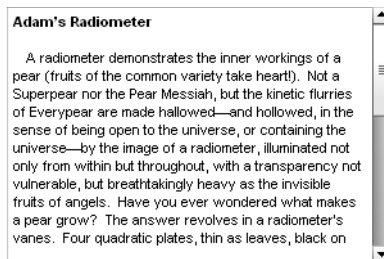 Adam's Radiometer
A radiometer demonstrates the inner workings of a
pear (fruits of the common variety take heart!).  Not a
Superpear nor the Pear Messiah, but the kinetic flurries
of Everypear are made hallowed—and hollowed, in the
sense of being open to the universe, or containing the
universe—by the image of a radiometer, illuminated not
only from within but throughout, with a transparency not
vulnerable, but breathtakingly heavy as the invisible
fruits of angels.  Have you ever wondered what makes
a pear grow?  The answer revolves in a radiometer's
vanes.  Four quadratic plates, thin as leaves, black on